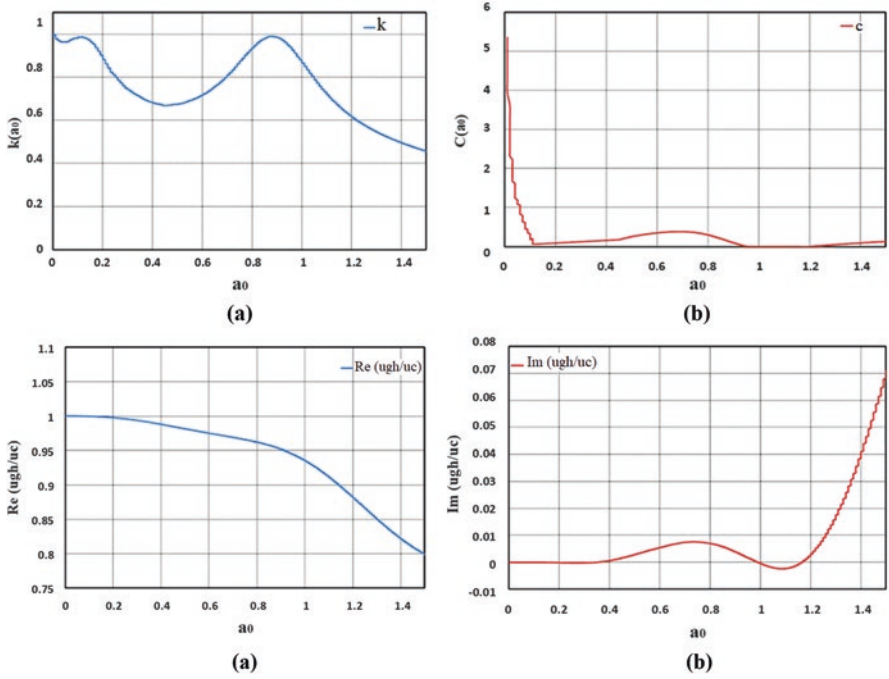 k
1
0.8
0.6
0.4
0.2
0
k(a₀)
0 0.2 0.4 0.6 0.8 1 1.2 1.4
a₀
(a)
c
6
5
4
3
2
1
0
C(a₀)
0 0.2 0.4 0.6 0.8 1 1.2 1.4
a₀
(b)
Re (ugh/uc)
1.1
1.05
1
0.95
0.9
0.85
0.8
0.75
Re (ugh/uc)
0 0.2 0.4 0.6 0.8 1 1.2 1.4
a₀
(a)
Im (ugh/uc)
0.08
0.07
0.06
0.05
0.04
0.03
0.02
0.01
0
-0.01
Im (ugh/uc)
0 0.2 0.4 0.6 0.8 1 1.2 1.4
a₀
(b)